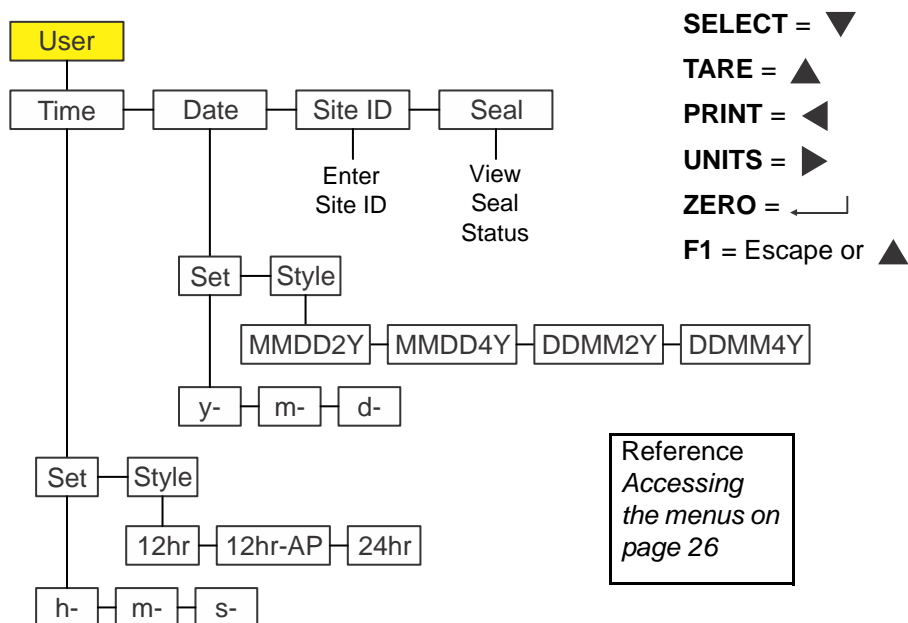 User
Time
Date
Site ID
Seal
Enter
Site ID
View
Seal
Status
Set
Style
MMDD2Y
MMDD4Y
DDMM2Y
DDMM4Y
y-
m-
d-
Set
Style
12hr
12hr-AP
24hr
h-
m-
s-
SELECT = ▼
TARE = ▲
PRINT = ◀
UNITS = ▶
ZERO = ↵
F1 = Escape or ▲
Reference
Accessing
the menus on
page 26